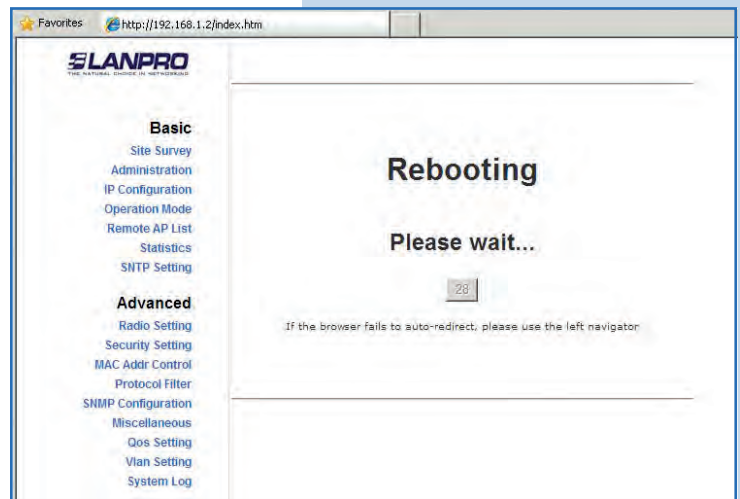 Favorites http://192.168.1.2/index.htm
LANPRO
THE NATURAL CHOICE IN NETWORKING
Basic
Site Survey
Administration
IP Configuration
Operation Mode
Remote AP List
Statistics
SNTP Setting
Advanced
Radio Setting
Security Setting
MAC Addr Control
Protocol Filter
SNMP Configuration
Miscellaneous
Qos Setting
Vlan Setting
System Log
Rebooting
Please wait...
28
If the browser fails to auto-redirect, please use the left navigator